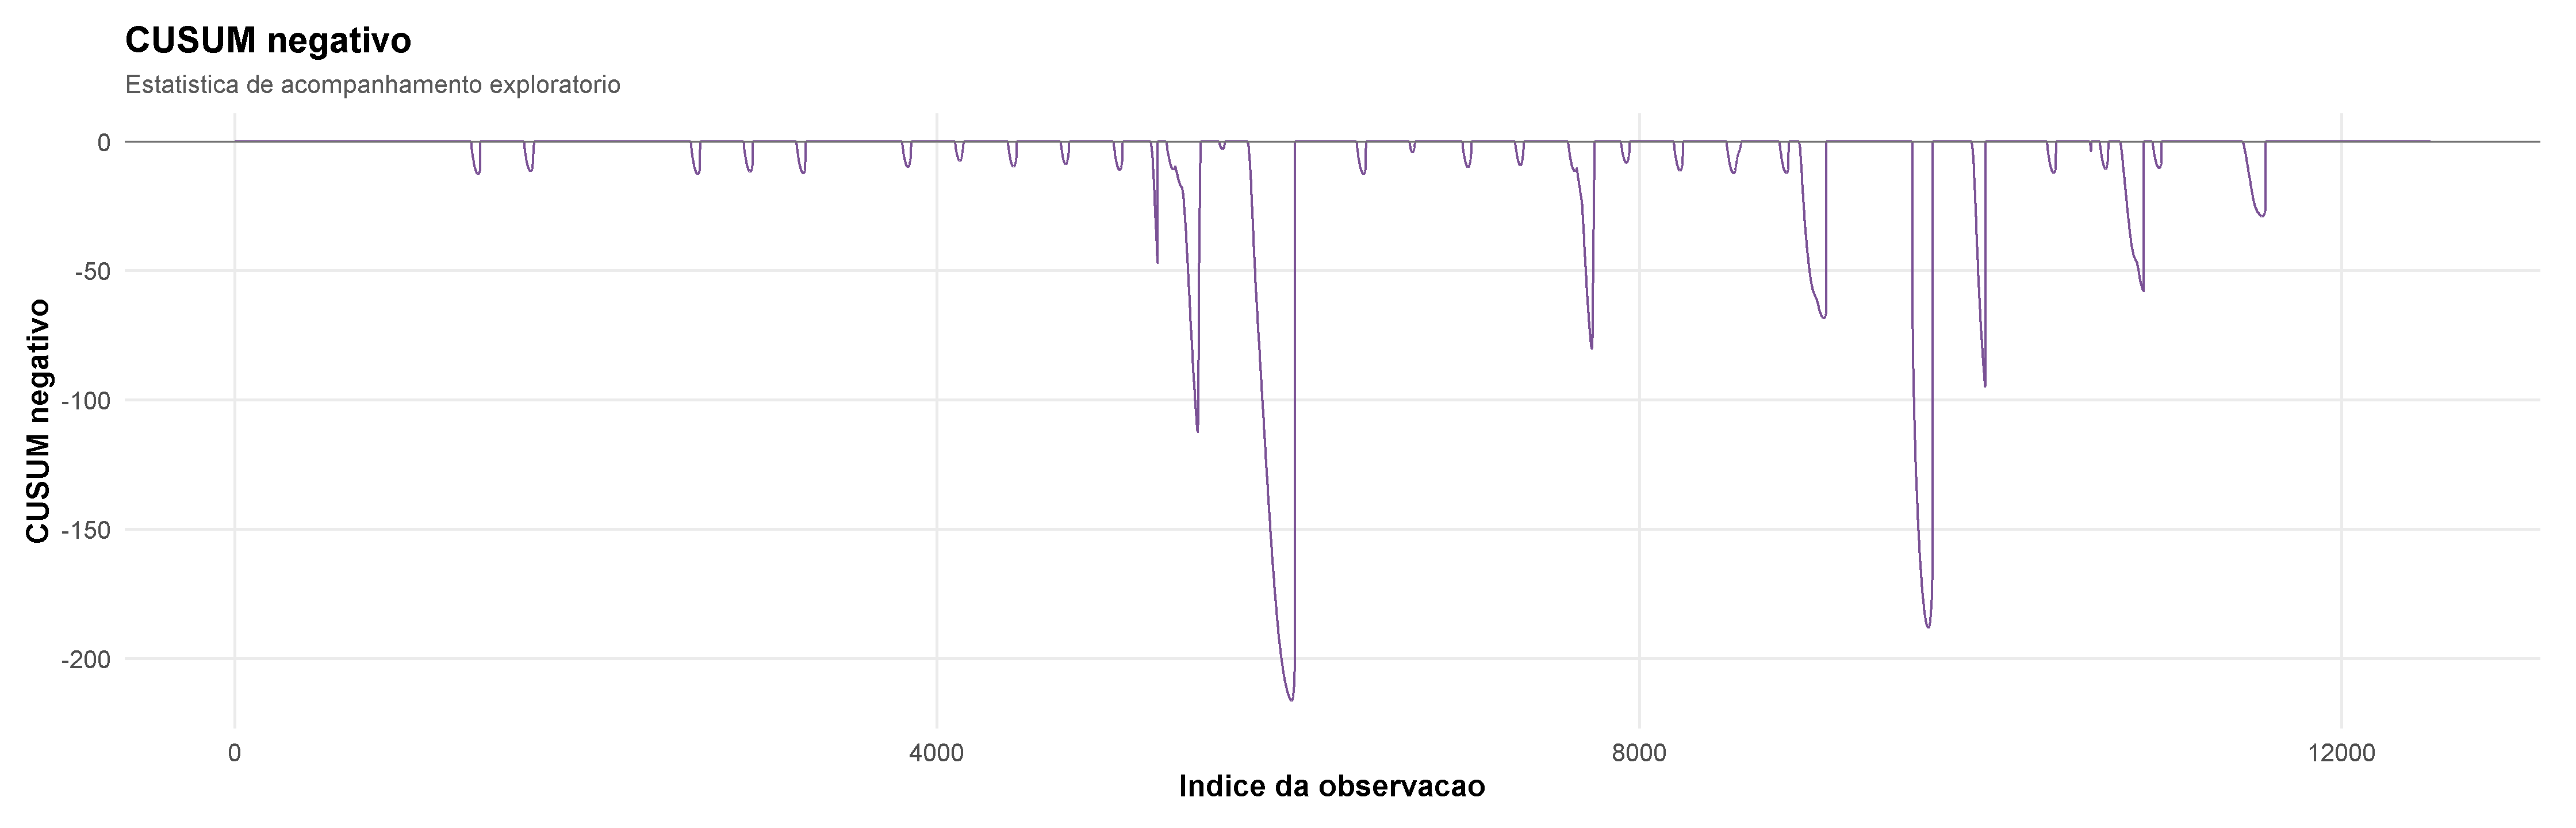 CUSUM negativo
Estatistica de acompanhamento exploratorio
CUSUM negativo
0
-50
-100
-150
-200
0
4000
8000
12000
Indice da observacao